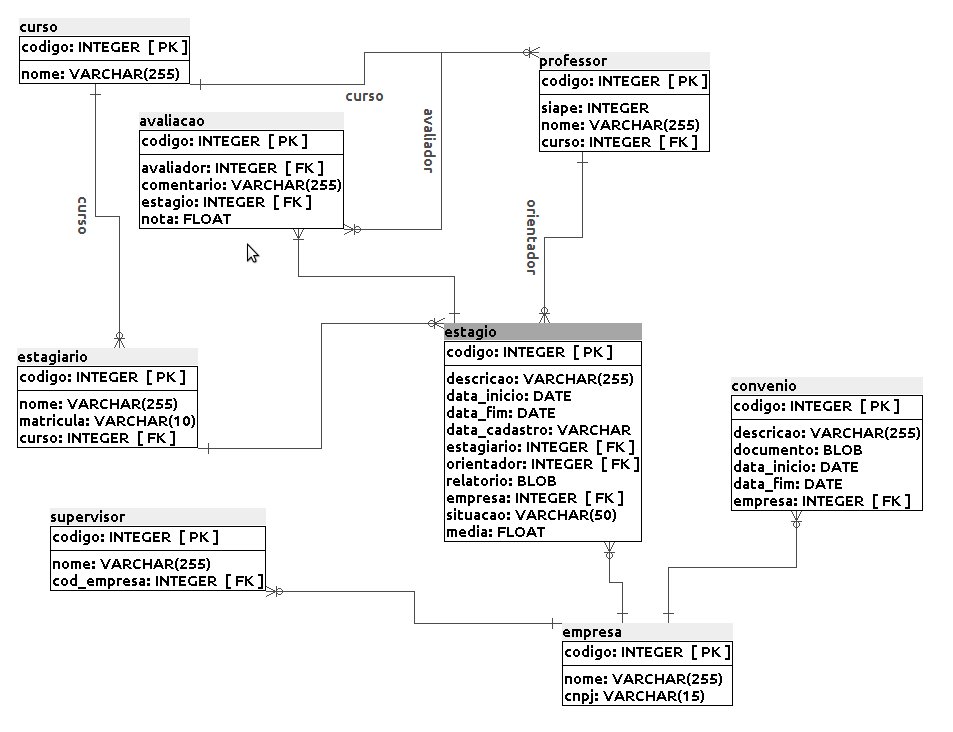 curso
codigo: INTEGER [ PK ]
nome: VARCHAR(255)
professor
codigo: INTEGER [ PK ]
siape: INTEGER
nome: VARCHAR(255)
curso: INTEGER [ FK ]
curso
avaliador
avaliacao
codigo: INTEGER [ PK ]
avaliador: INTEGER [ FK ]
comentario: VARCHAR(255)
estagio: INTEGER [ FK ]
nota: FLOAT
curso
orientador
estagiario
codigo: INTEGER [ PK ]
nome: VARCHAR(255)
matricula: VARCHAR(10)
curso: INTEGER [ FK ]
estagio
codigo: INTEGER [ PK ]
descricao: VARCHAR(255)
data_inicio: DATE
data_fim: DATE
data_cadastro: VARCHAR
estagiario: INTEGER [ FK ]
orientador: INTEGER [ FK ]
relatorio: BLOB
empresa: INTEGER [ FK ]
situacao: VARCHAR(50)
media: FLOAT
convenio
codigo: INTEGER [ PK ]
descricao: VARCHAR(255)
documento: BLOB
data_inicio: DATE
data_fim: DATE
empresa: INTEGER [ FK ]
supervisor
codigo: INTEGER [ PK ]
nome: VARCHAR(255)
cod_empresa: INTEGER [ FK ]
empresa
codigo: INTEGER [ PK ]
nome: VARCHAR(255)
cnpj: VARCHAR(15)